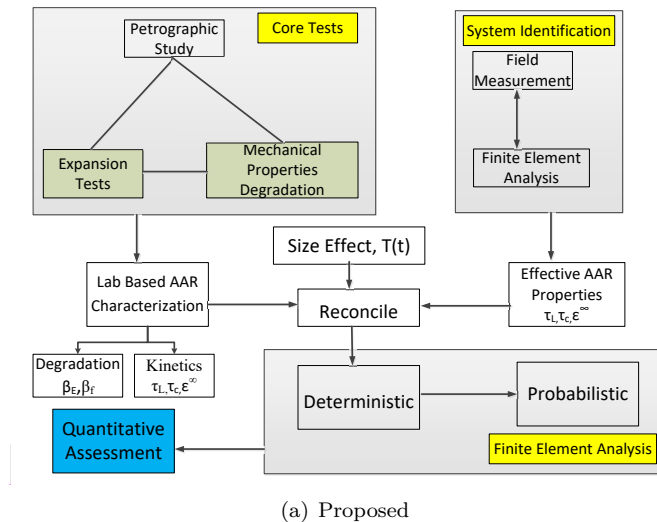 Petrographic
Study
Core Tests
Expansion
Tests
Mechanical
Properties
Degradation
System Identification
Field
Measurement
Finite Element
Analysis
Size Effect, T(t)
Lab Based AAR
Characterization
Reconcile
Effective AAR
Properties
τL,τc,ε∞
Degradation
βE,βf
Kinetics
τL,τc,ε∞
Deterministic
Probabilistic
Quantitative
Assessment
Finite Element Analysis
(a) Proposed